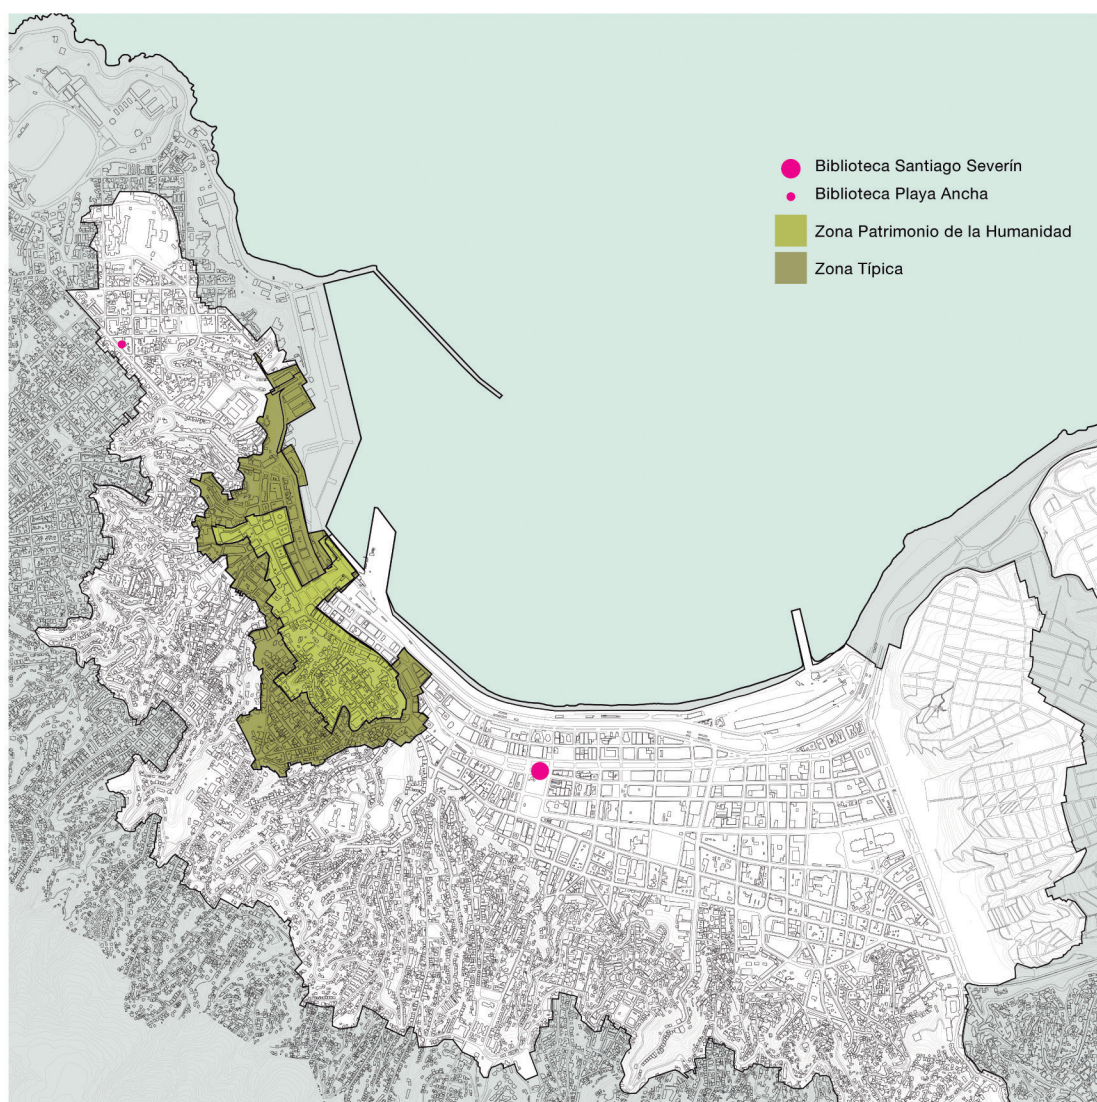 Biblioteca Santiago Severín
Biblioteca Playa Ancha
Zona Patrimonio de la Humanidad
Zona Típica